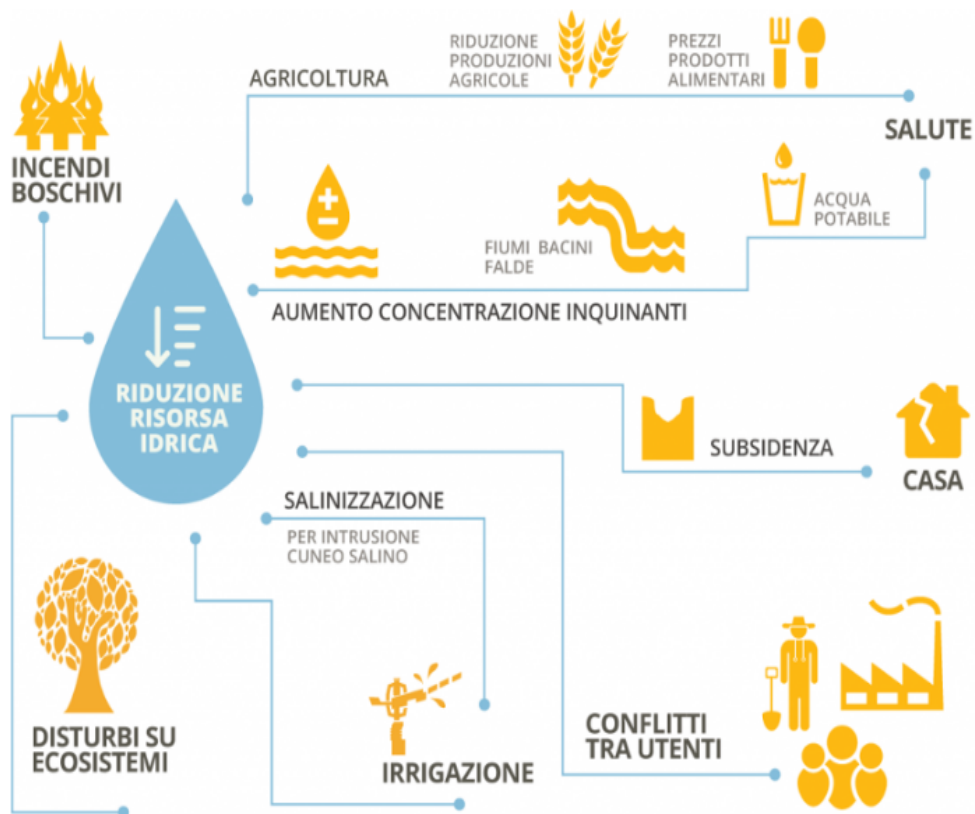 AGRICOLTURA
RIDUZIONE
PRODUZIONI
AGRICOLE
PREZZI
PRODOTTI
ALIMENTARI
SALUTE
INCENDI
BOSCHIVI
ACQUA
POTABILE
FIUMI BACINI
FALDE
AUMENTO CONCENTRAZIONE INQUINANTI
RIDUZIONE
RISORSA
IDRICA
SUBSIDENZA
CASA
SALINIZZAZIONE
PER INTRUSIONE
CUNEO SALINO
DISTURBI SU
ECOSISTEMI
IRRIGAZIONE
CONFLITTI
TRA UTENTI